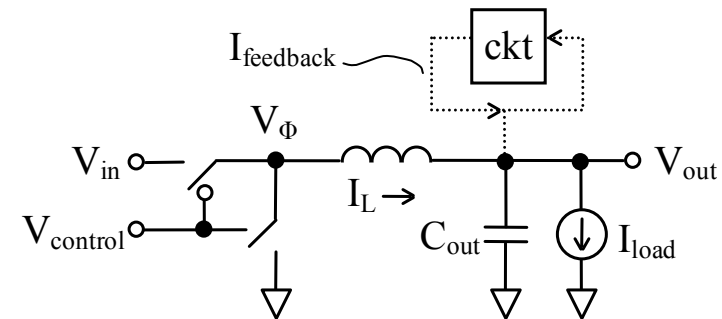 ckt
I_feedback
V_Φ
V_in
V_out
I_L
V_control
C_out
I_load